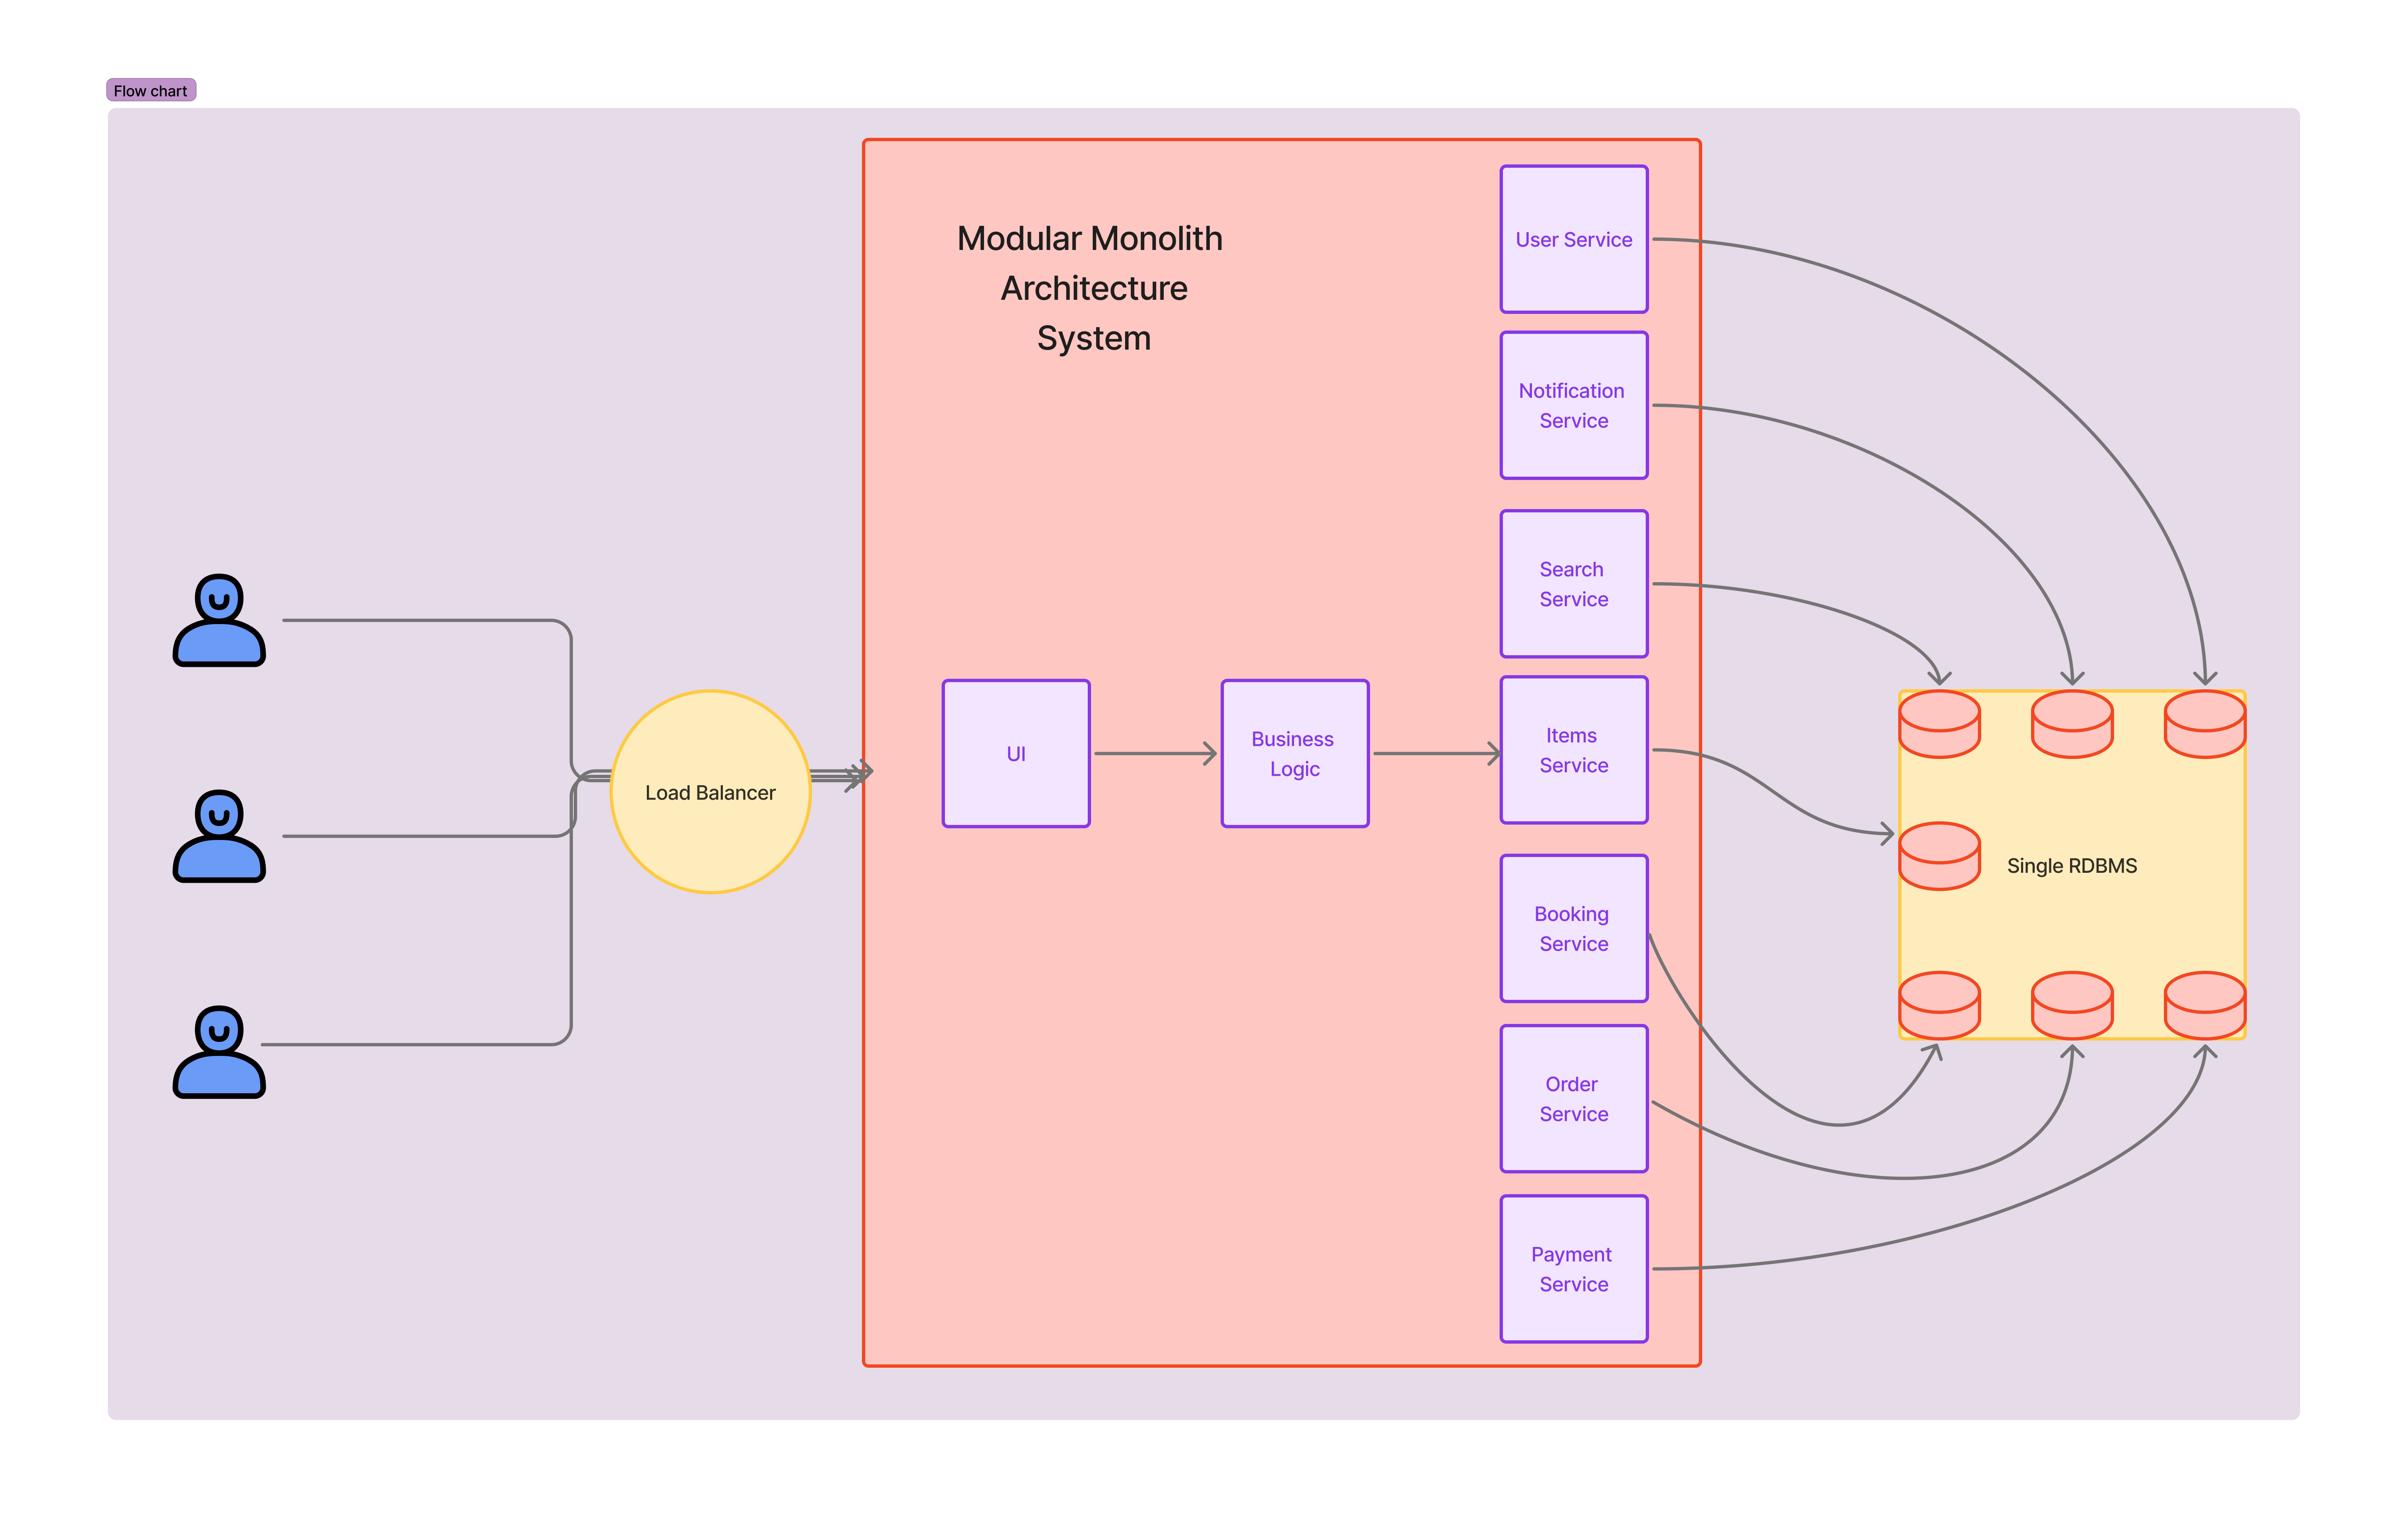 Flow chart
Modular Monolith
Architecture
System
User Service
Notification
Service
Search
Service
UI
Business
Logic
Items
Service
Load Balancer
Single RDBMS
Booking
Service
Order
Service
Payment
Service